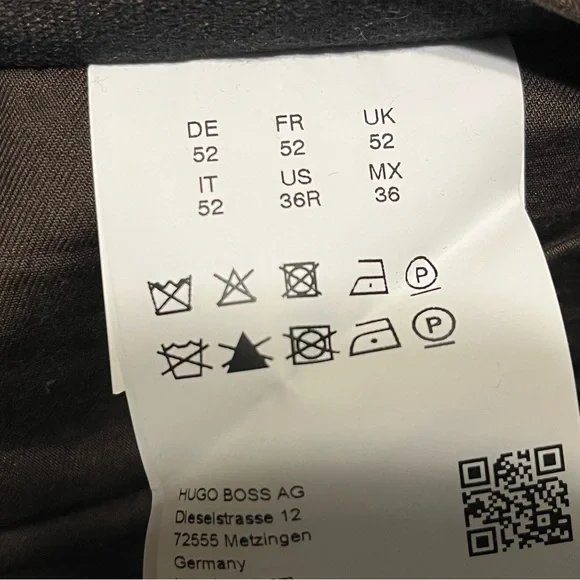 DE FR UK
52 52 52
IT US MX
52 36R 36
P
P
HUGO BOSS AG
Dieselstrasse 12
72555 Metzingen
Germany